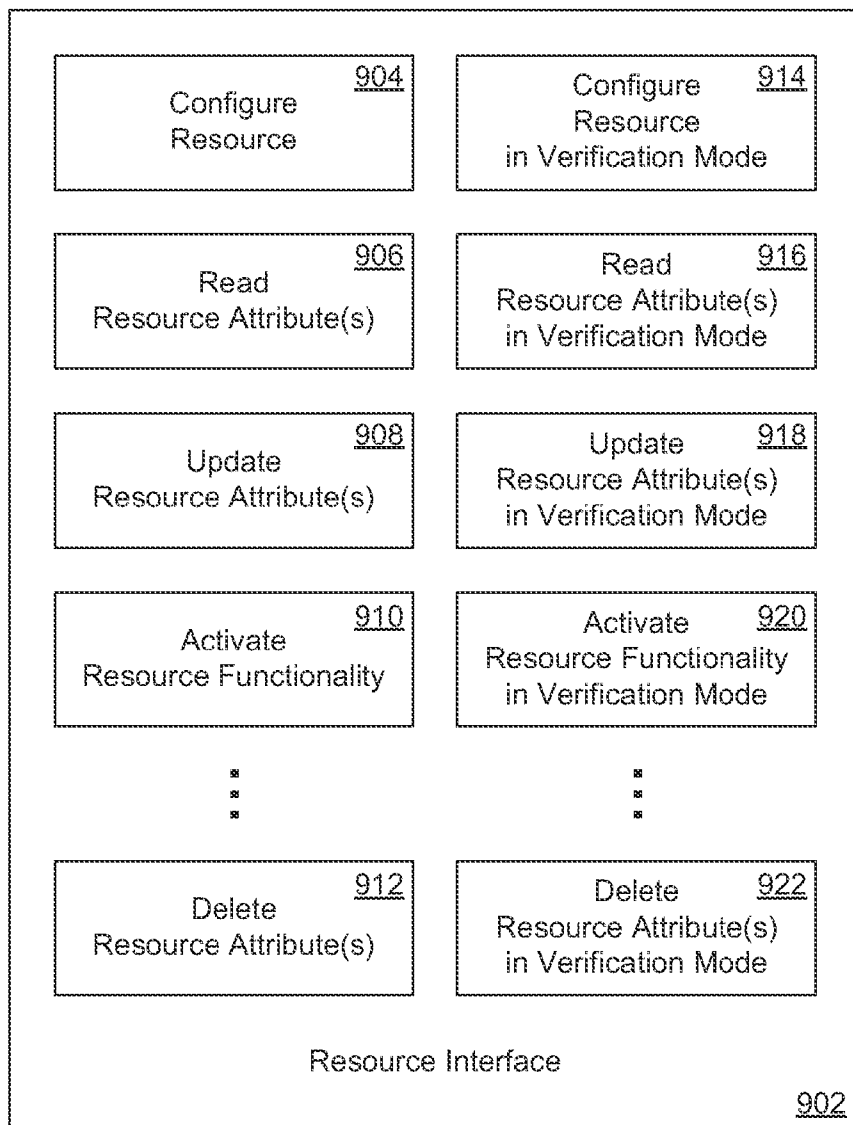 904
Configure
Resource
914
Configure
Resource
in Verification Mode
906
Read
Resource Attribute(s)
916
Read
Resource Attribute(s)
in Verification Mode
908
Update
Resource Attribute(s)
918
Update
Resource Attribute(s)
in Verification Mode
910
Activate
Resource Functionality
920
Activate
Resource Functionality
in Verification Mode
912
Delete
Resource Attribute(s)
922
Delete
Resource Attribute(s)
in Verification Mode
Resource Interface
902